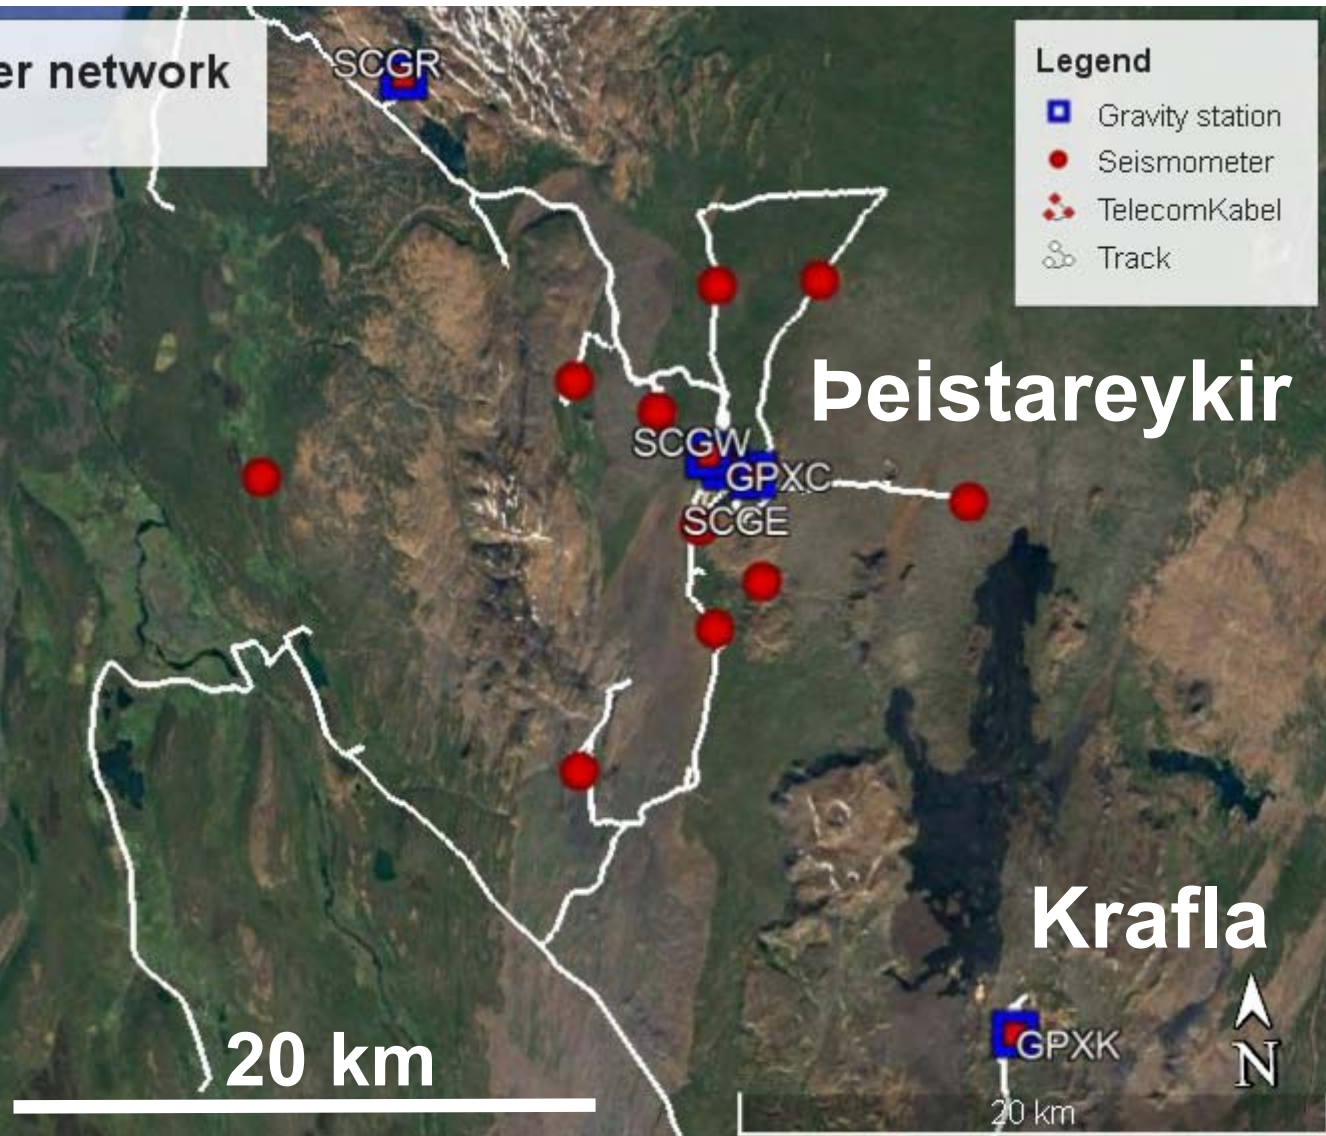 er network
SCGR
Legend
Gravity station
Seismometer
TelecomKabel
Track
Þeistareykir
SCGW
GPXC
SCGE
Krafla
GPXK
N
20 km
20 km